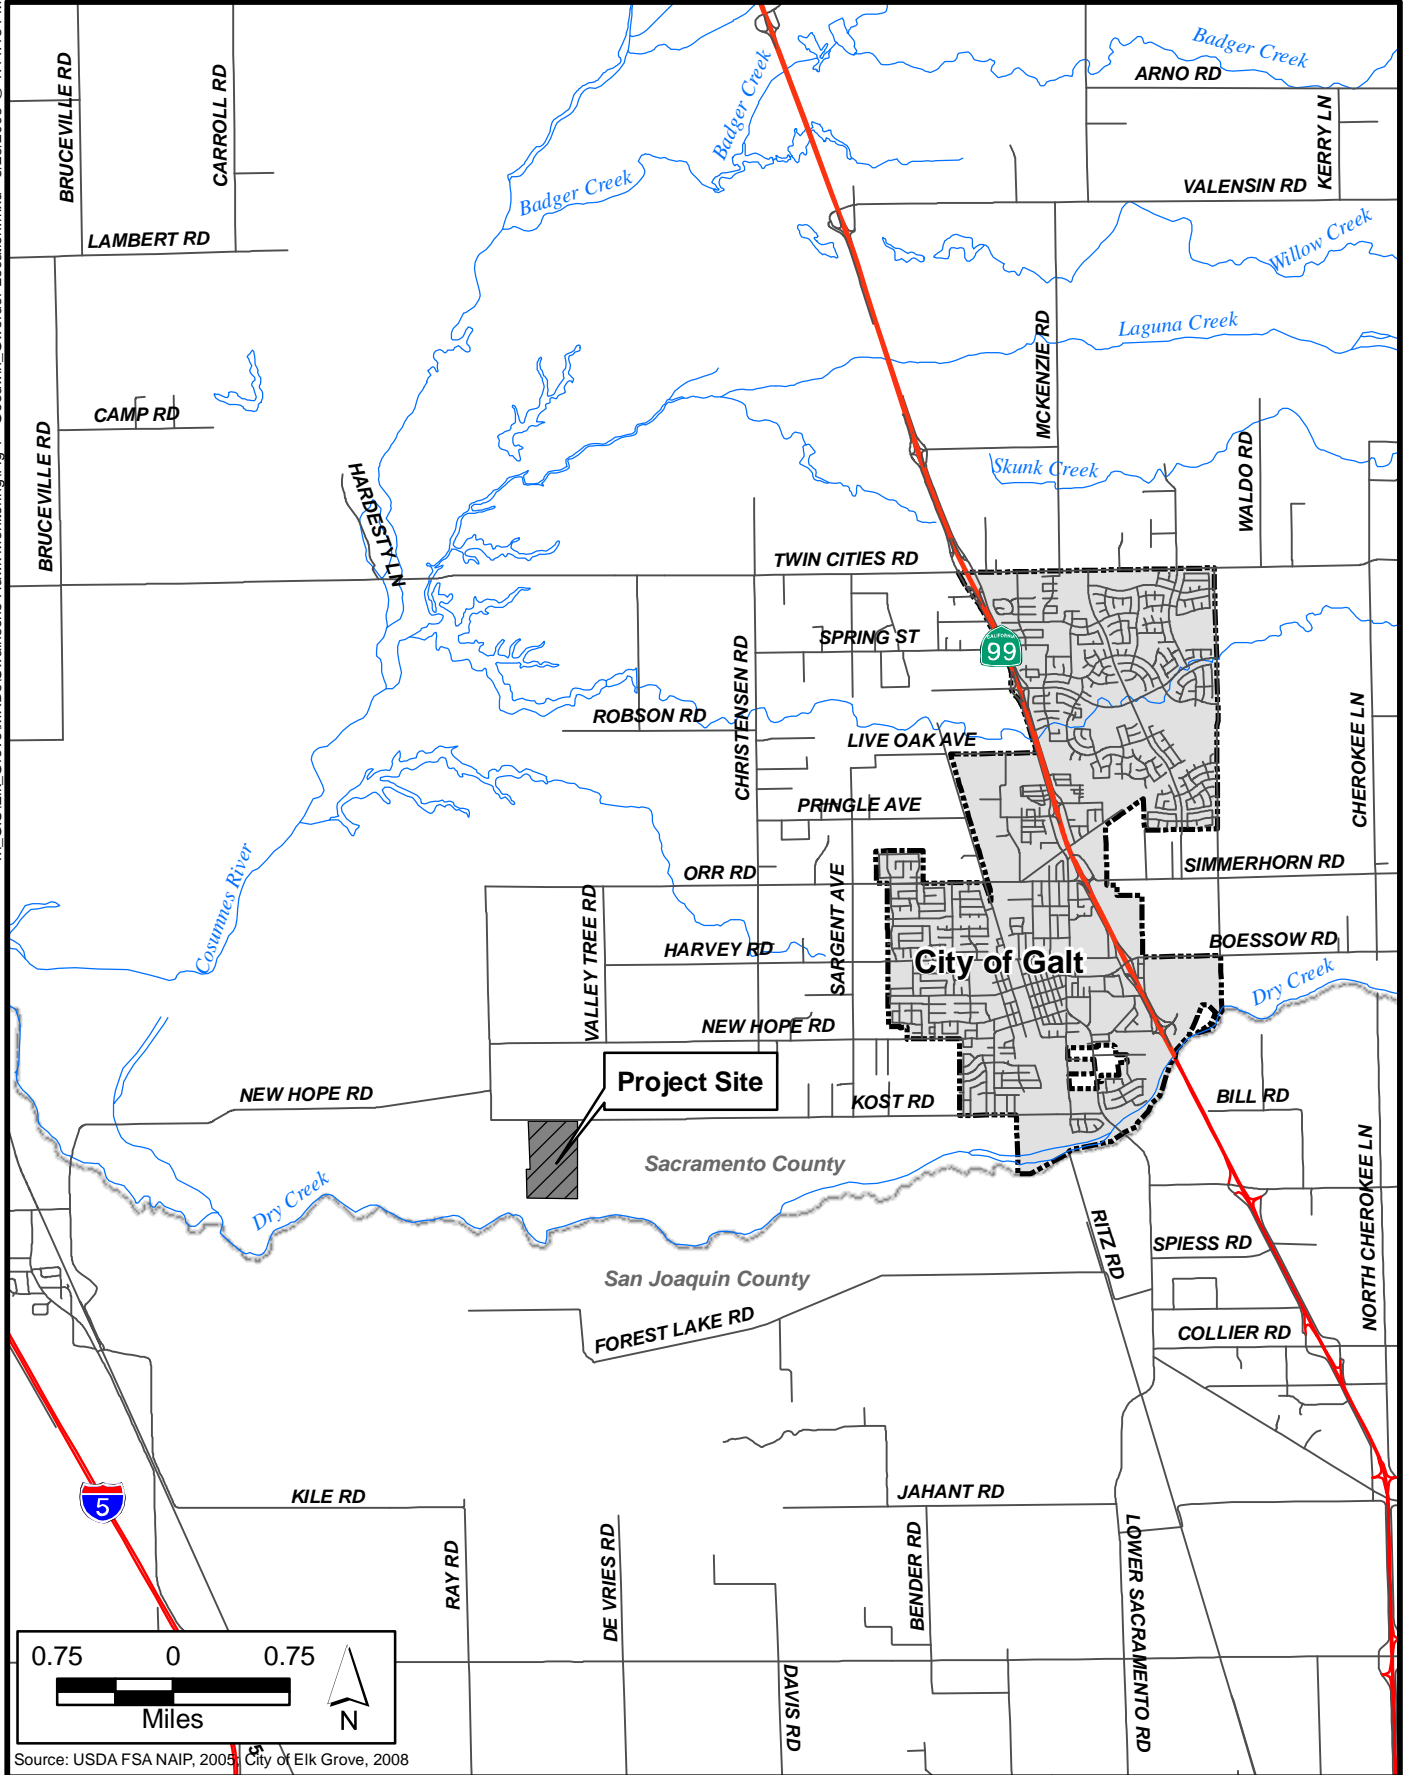 Badger Creek
ARNO RD
BRUCEVILLE RD
CARROLL RD
Badger Creek
KERRY LN
Badger Creek
VALENSIN RD
LAMBERT RD
Willow Creek
Laguna Creek
MCKENZIE RD
CAMP RD
BRUCEVILLE RD
HARDESTY LN
Skunk Creek
WALDO RD
TWIN CITIES RD
SPRING ST
CALIFORNIA
99
CHRISTENSEN RD
ROBSON RD
LIVE OAK AVE
CHEROKEE LN
PRINGLE AVE
Cosumnes River
ORR RD
SIMMERHORN RD
VALLEY TREE RD
SARGENT AVE
HARVEY RD
City of Galt
BOESSOW RD
Dry Creek
NEW HOPE RD
Project Site
NEW HOPE RD
KOST RD
BILL RD
Sacramento County
Dry Creek
NORTH CHEROKEE LN
RITZ RD
SPIESS RD
San Joaquin County
FOREST LAKE RD
COLLIER RD
5
KILE RD
JAHANT RD
RAY RD
DE VRIES RD
BENDER RD
LOWER SACRAMENTO RD
DAVIS RD
0.75 0 0.75
Miles
N
5
Source: USDA FSA NAIP, 2005; City of Elk Grove, 2008